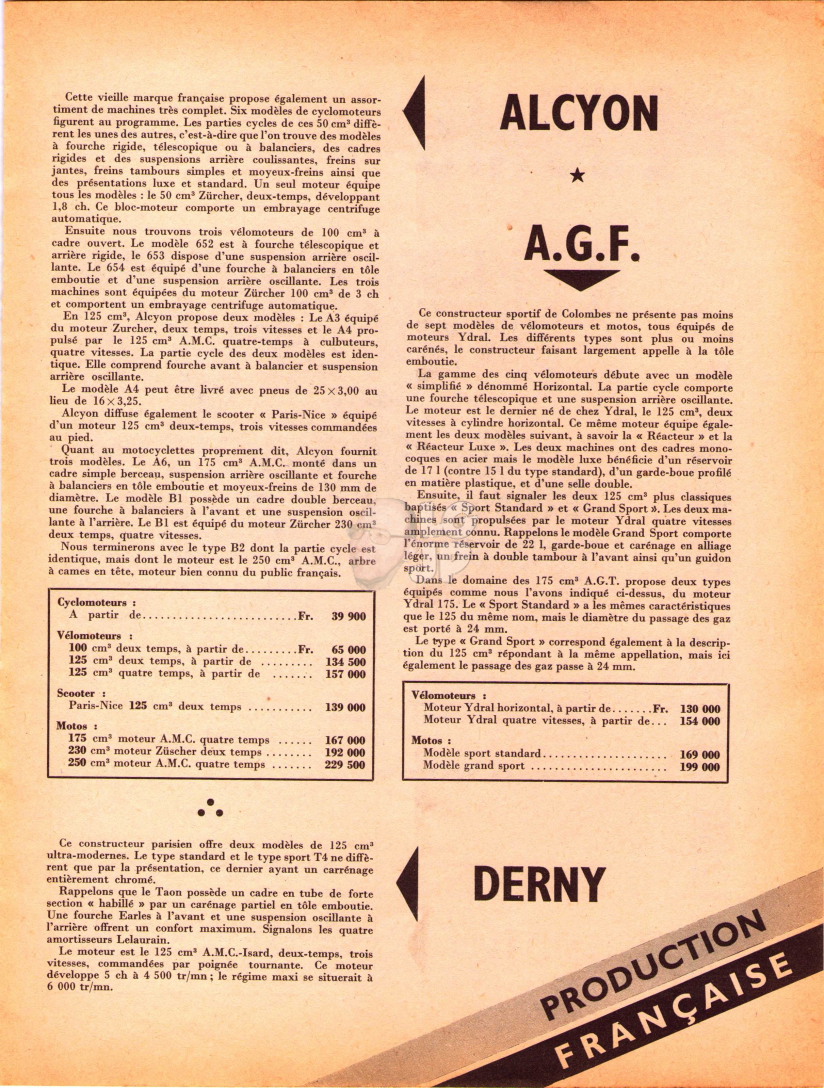 Cette vieille marque française propose également un assor-
timent de machines très complet. Six modèles de cyclomoteurs
figurent au programme. Les parties cycles de ces 50 cm³ diffè-
rent les unes des autres, c'est-à-dire que l'on trouve des modèles
à fourche rigide, télescopique ou à balanciers, des cadres
rigides et des suspensions arrière coulissantes, freins sur
jantes, freins tambours simples et moyeux-freins ainsi que
des présentations luxe et standard. Un seul moteur équipe
tous les modèles : le 50 cm³ Zürcher, deux-temps, développant
1,8 ch. Ce bloc-moteur comporte un embrayage centrifuge
automatique.
Ensuite nous trouvons trois vélomoteurs de 100 cm³ à
cadre ouvert. Le modèle 652 est à fourche télescopique et
arrière rigide, le 653 dispose d'une suspension arrière oscil-
lante. Le 654 est équipé d'une fourche à balanciers en tôle
emboutie et d'une suspension arrière oscillante. Les trois
machines sont équipées du moteur Zürcher 100 cm³ de 3 ch
et comportent un embrayage centrifuge automatique.
En 125 cm³, Alcyon propose deux modèles : Le A3 équipé
du moteur Zurcher, deux temps, trois vitesses et le A4 pro-
pulsé par le 125 cm³ A.M.C. quatre-temps à culbuteurs,
quatre vitesses. La partie cycle des deux modèles est iden-
tique. Elle comprend fourche avant à balancier et suspension
arrière oscillante.
Le modèle A4 peut être livré avec pneus de 25 × 3,00 au
lieu de 16 × 3,25.
Alcyon diffuse également le scooter « Paris-Nice » équipé
d'un moteur 125 cm³ deux-temps, trois vitesses commandées
au pied.
Quant au motocyclettes proprement dit, Alcyon fournit
trois modèles. Le A6, un 175 cm³ A.M.C. monté dans un
cadre simple berceau, suspension arrière oscillante et fourche
à balanciers en tôle emboutie et moyeux-freins de 130 mm de
diamètre. Le modèle B1 possède un cadre double berceau,
une fourche à balanciers à l'avant et une suspension oscil-
lante à l'arrière. Le B1 est équipé du moteur Zürcher 230 cm³
deux temps, quatre vitesses.
Nous terminerons avec le type B2 dont la partie cycle est
identique, mais dont le moteur est le 250 cm³ A.M.C., arbre
à cames en tête, moteur bien connu du public français.
Cyclomoteurs :
A partir de..........................Fr. 39 900
Vélomoteurs :
100 cm³ deux temps, à partir de.........Fr. 65 000
125 cm³ deux temps, à partir de ......... 134 500
125 cm³ quatre temps, à partir de ....... 157 000
Scooter :
Paris-Nice 125 cm³ deux temps ........... 139 000
Motos :
175 cm³ moteur A.M.C. quatre temps ...... 167 000
230 cm³ moteur Züscher deux temps ........ 192 000
250 cm³ moteur A.M.C. quatre temps ....... 229 500
Ce constructeur parisien offre deux modèles de 125 cm³
ultra-modernes. Le type standard et le type sport T4 ne diffè-
rent que par la présentation, ce dernier ayant un carrénage
entièrement chromé.
Rappelons que le Taon possède un cadre en tube de forte
section « habillé » par un carénage partiel en tôle emboutie.
Une fourche Earles à l'avant et une suspension oscillante à
l'arrière offrent un confort maximum. Signalons les quatre
amortisseurs Lelaurain.
Le moteur est le 125 cm³ A.M.C.-Isard, deux-temps, trois
vitesses, commandées par poignée tournante. Ce moteur
développe 5 ch à 4 500 tr/mn ; le régime maxi se situerait à
6 000 tr/mn.
ALCYON
A.G.F.
Ce constructeur sportif de Colombes ne présente pas moins
de sept modèles de vélomoteurs et motos, tous équipés de
moteurs Ydral. Les différents types sont plus ou moins
carénés, le constructeur faisant largement appelle à la tôle
emboutie.
La gamme des cinq vélomoteurs débute avec un modèle
« simplifié » dénommé Horizontal. La partie cycle comporte
une fourche télescopique et une suspension arrière oscillante.
Le moteur est le dernier né de chez Ydral, le 125 cm³, deux
vitesses à cylindre horizontal. Ce même moteur équipe égale-
ment les deux modèles suivant, à savoir la « Réacteur » et la
« Réacteur Luxe ». Les deux machines ont des cadres mono-
coques en acier mais le modèle luxe bénéficie d'un réservoir
de 17 l (contre 15 l du type standard), d'un garde-boue profilé
en matière plastique, et d'une selle double.
Ensuite, il faut signaler les deux 125 cm³ plus classiques
baptisés « Sport Standard » et « Grand Sport ». Les deux ma-
chines sont propulsées par le moteur Ydral quatre vitesses
amplement connu. Rappelons le modèle Grand Sport comporte
l'énorme réservoir de 22 l, garde-boue et carénage en alliage
léger, un frein à double tambour à l'avant ainsi qu'un guidon
sport.
Dans le domaine des 175 cm³ A.G.T. propose deux types
équipés comme nous l'avons indiqué ci-dessus, du moteur
Ydral 175. Le « Sport Standard » a les mêmes caractéristiques
que le 125 du même nom, mais le diamètre du passage des gaz
est porté à 24 mm.
Le type « Grand Sport » correspond également à la descrip-
tion du 125 cm³ répondant à la même appellation, mais ici
également le passage des gaz passe à 24 mm.
Vélomoteurs :
Moteur Ydral horizontal, à partir de.......Fr. 130 000
Moteur Ydral quatre vitesses, à partir de... 154 000
Motos :
Modèle sport standard..................... 169 000
Modèle grand sport ....................... 199 000
DERNY
PRODUCTION
FRANÇAISE